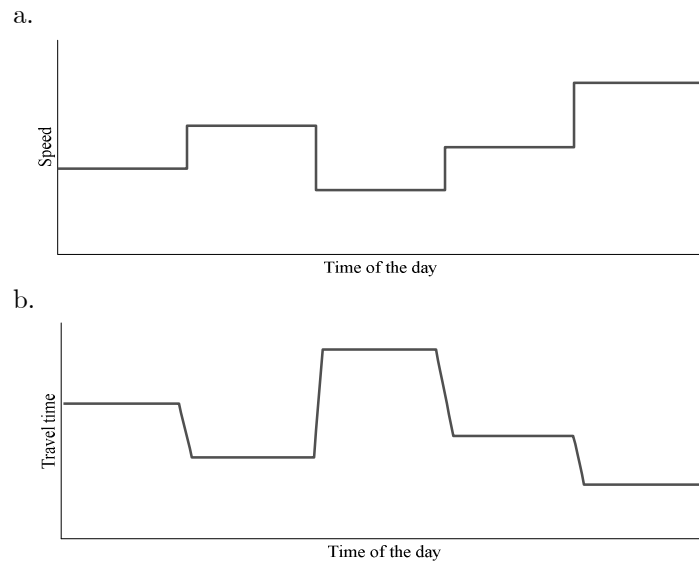 a.
Speed
Time of the day
b.
Travel time
Time of the day